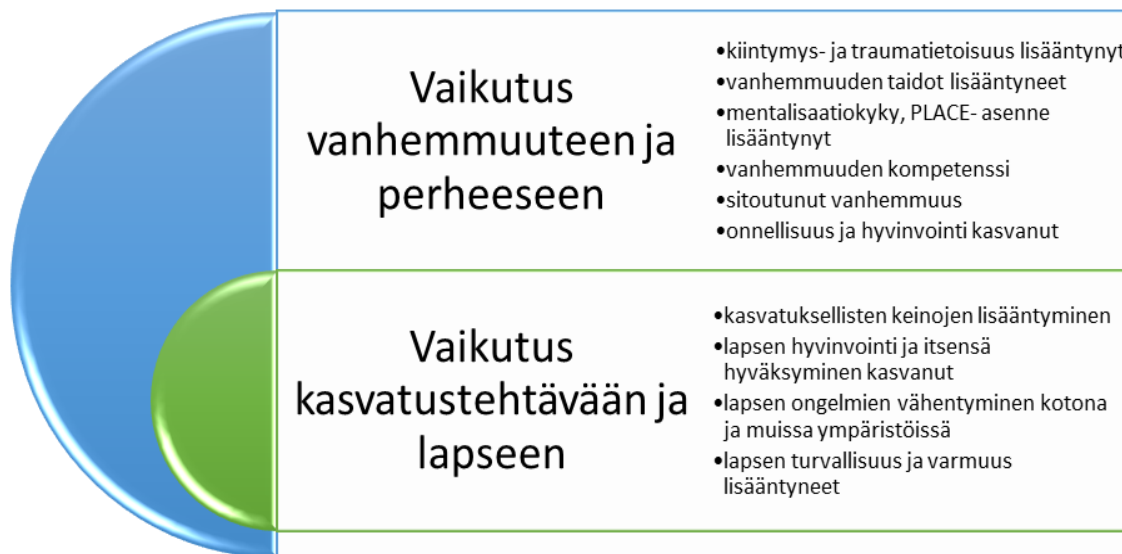 Vaikutus
vanhemmuuteen ja
perheeseen
•kiintymys- ja traumatietoisuus lisääntynyt
•vanhemmuuden taidot lisääntyneet
•mentalisaatiokyky, PLACE- asenne
lisääntynyt
•vanhemmuuden kompetenssi
•sitoutunut vanhemmuus
•onnellisuus ja hyvinvointi kasvanut
Vaikutus
kasvatustehtävään ja
lapseen
•kasvatuksellisten keinojen lisääntyminen
•lapsen hyvinvointi ja itsensä
hyväksyminen kasvanut
•lapsen ongelmien vähentyminen kotona
ja muissa ympäristöissä
•lapsen turvallisuus ja varmuus
lisääntyneet